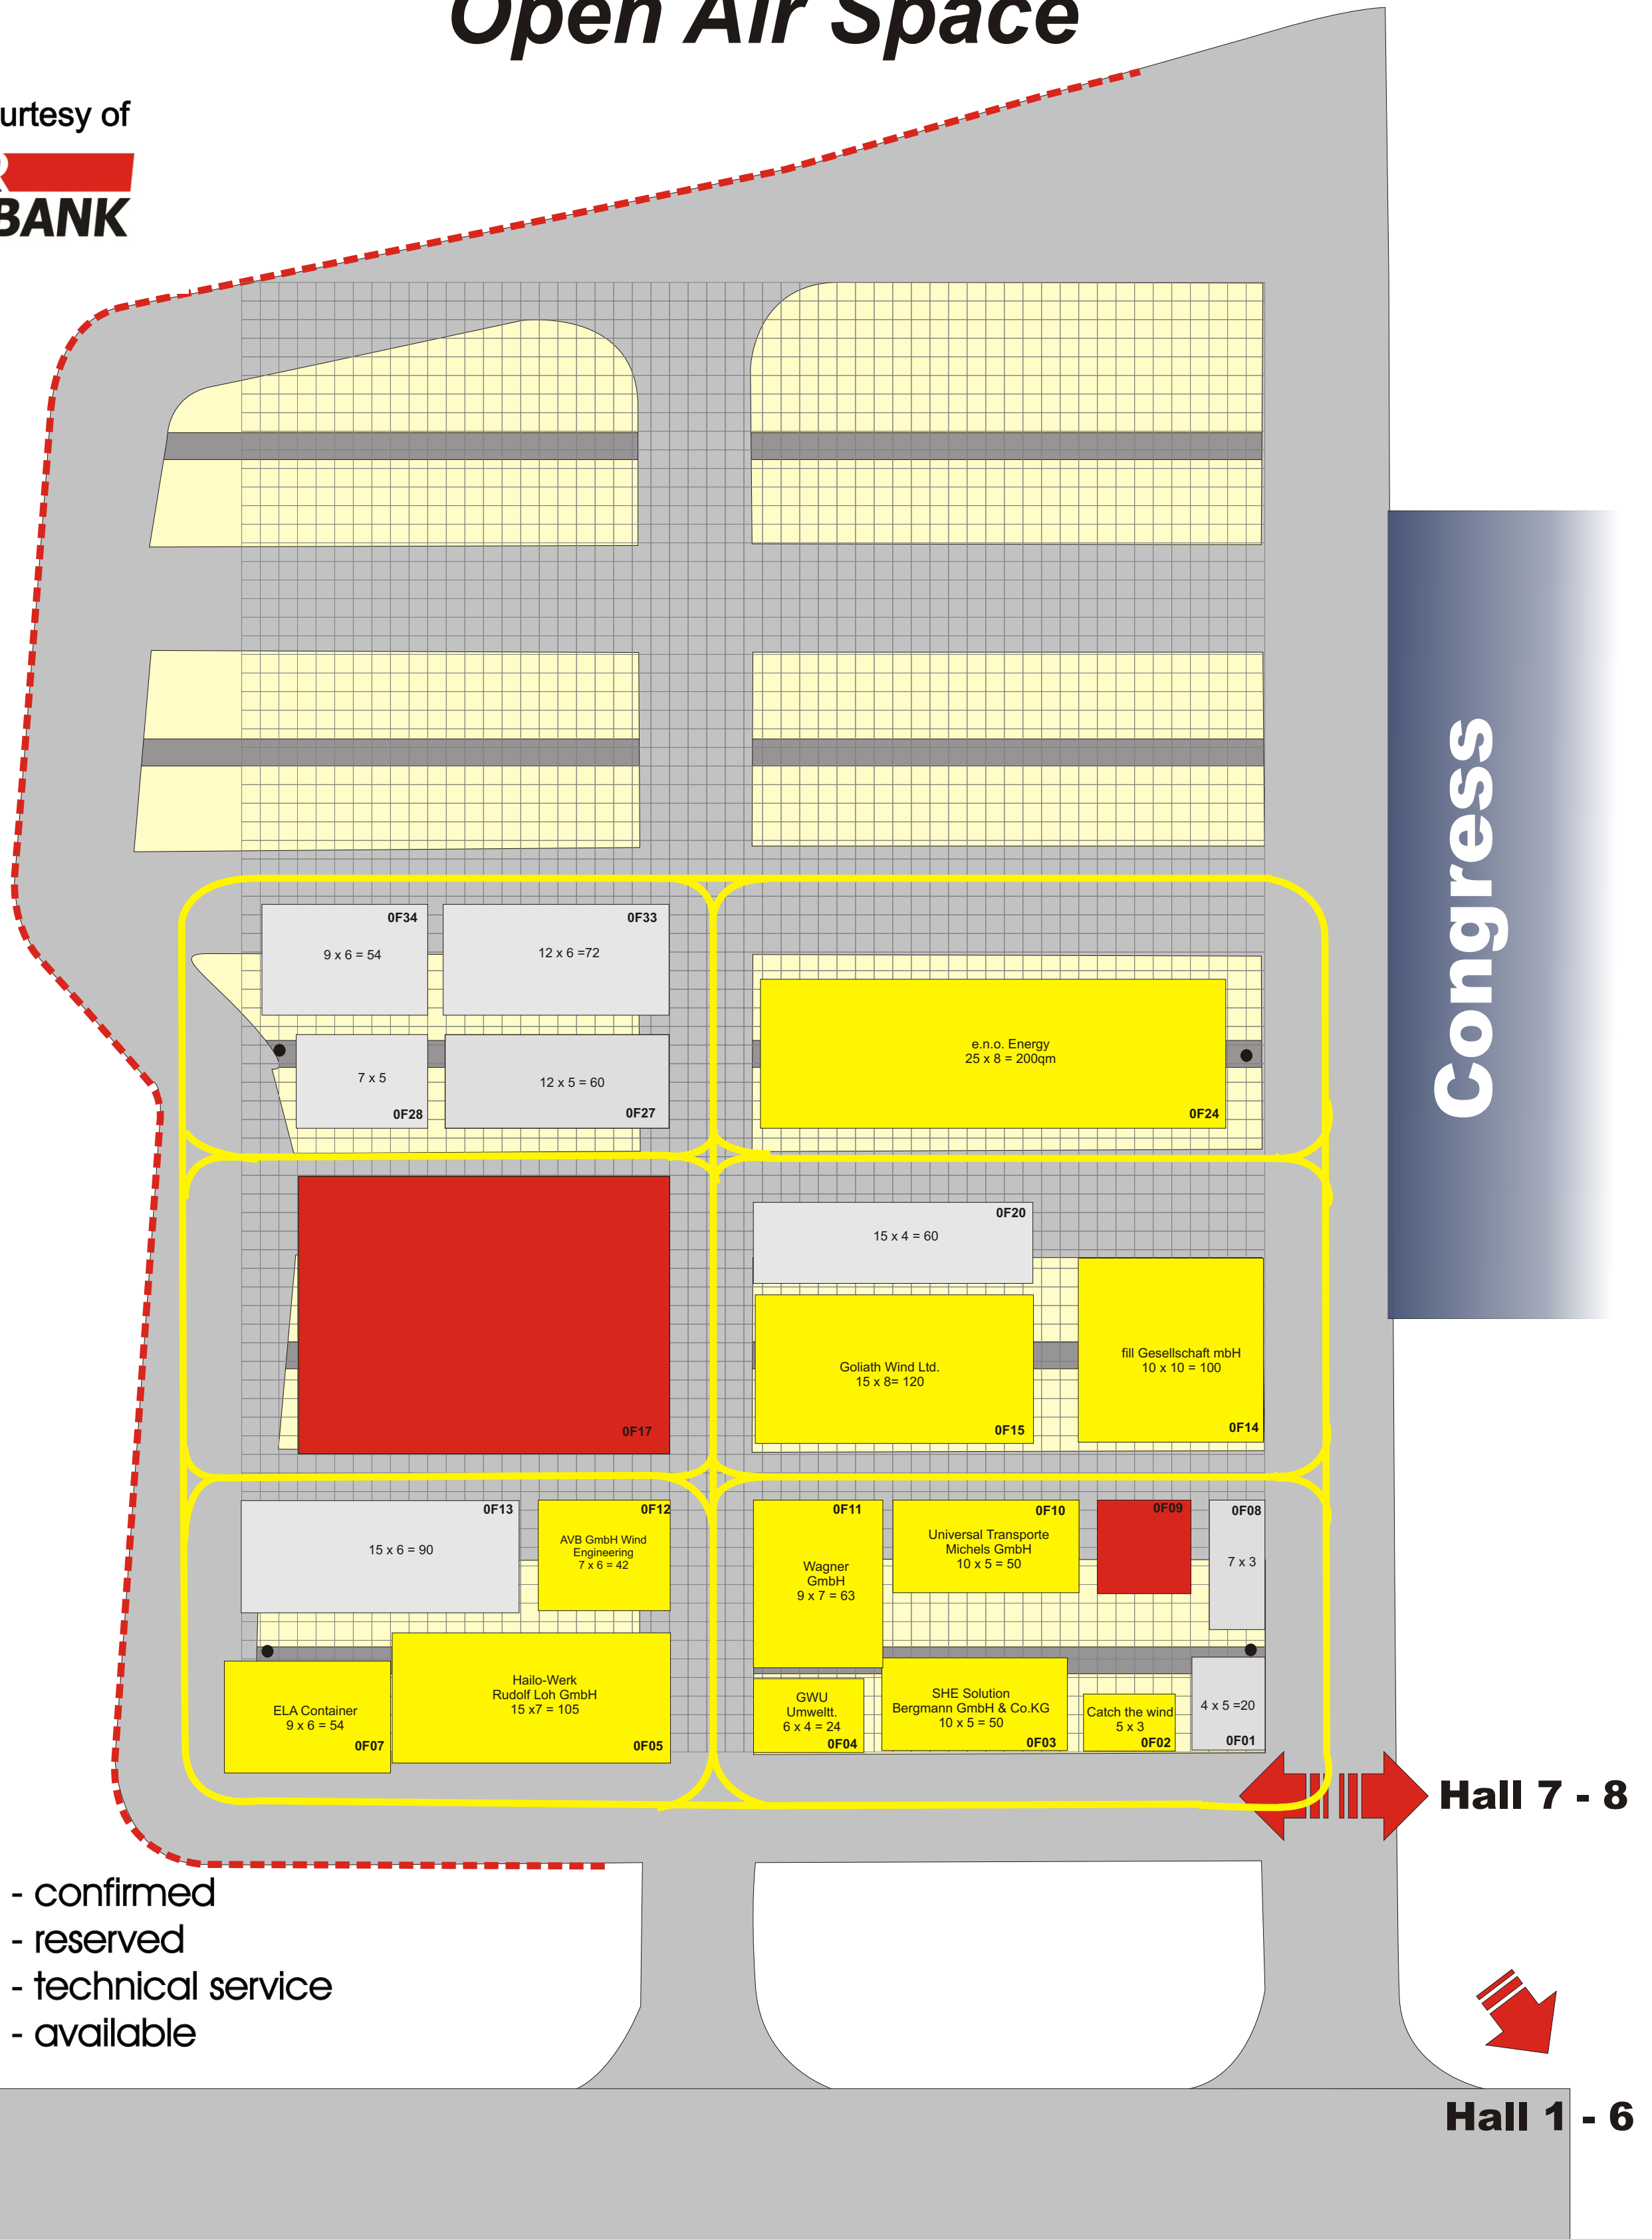 Open Air Space
urtesy of
R
BANK
Congress
0F34
9 x 6 = 54
0F33
12 x 6 =72
7 x 5
0F28
12 x 5 = 60
0F27
e.n.o. Energy
25 x 8 = 200qm
0F24
0F17
0F20
15 x 4 = 60
Goliath Wind Ltd.
15 x 8= 120
0F15
fill Gesellschaft mbH
10 x 10 = 100
0F14
0F13
15 x 6 = 90
0F12
AVB GmbH Wind
Engineering
7 x 6 = 42
0F11
Wagner
GmbH
9 x 7 = 63
0F10
Universal Transporte
Michels GmbH
10 x 5 = 50
0F09
0F08
7 x 3
ELA Container
9 x 6 = 54
0F07
Hailo-Werk
Rudolf Loh GmbH
15 x7 = 105
0F05
GWU
Umweltt.
6 x 4 = 24
0F04
SHE Solution
Bergmann GmbH & Co.KG
10 x 5 = 50
0F03
Catch the wind
5 x 3
0F02
4 x 5 =20
0F01
Hall 7 - 8
- confirmed
- reserved
- technical service
- available
Hall 1 - 6